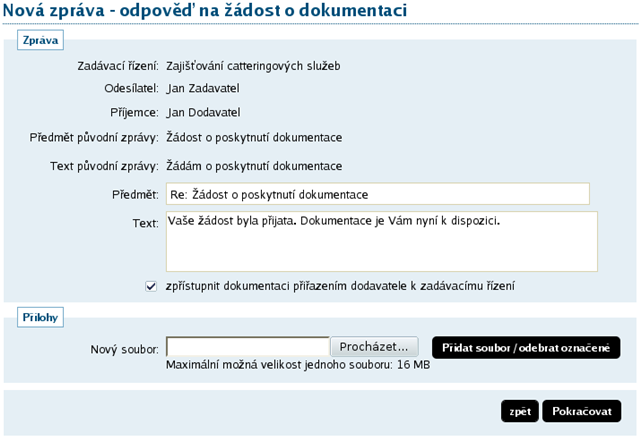 Nová zpráva - odpověď na žádost o dokumentaci
Zpráva
Zadávací řízení: Zajišťování catteringových služeb
Odesílatel: Jan Zadavatel
Příjemce: Jan Dodavatel
Předmět původní zprávy: Žádost o poskytnutí dokumentace
Text původní zprávy: Žádám o poskytnutí dokumentace
Předmět: Re: Žádost o poskytnutí dokumentace
Text: Vaše žádost byla přijata. Dokumentace je Vám nyní k dispozici.
zpřístupnit dokumentaci přiřazením dodavatele k zadávacímu řízení
Přílohy
Nový soubor: Procházet... Přidat soubor / odebrat označené
Maximální možná velikost jednoho souboru: 16 MB
zpět Pokračovat